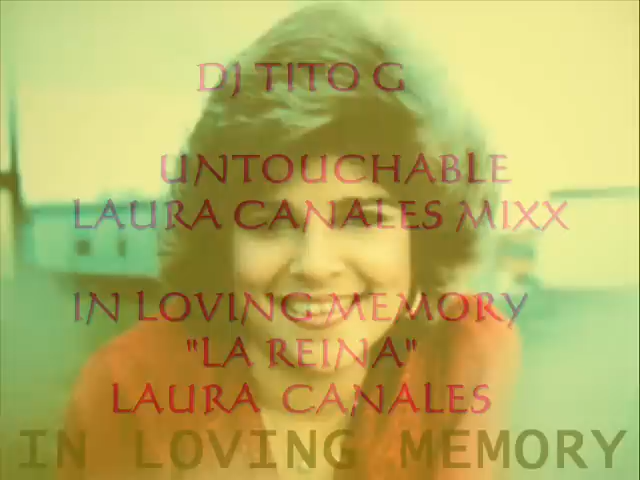 DJ TITO G
UNTOUCHABLE
LAURA CANALES MIXX
IN LOVING MEMORY
"LA REINA"
LAURA CANALES
IN LOVING MEMORY